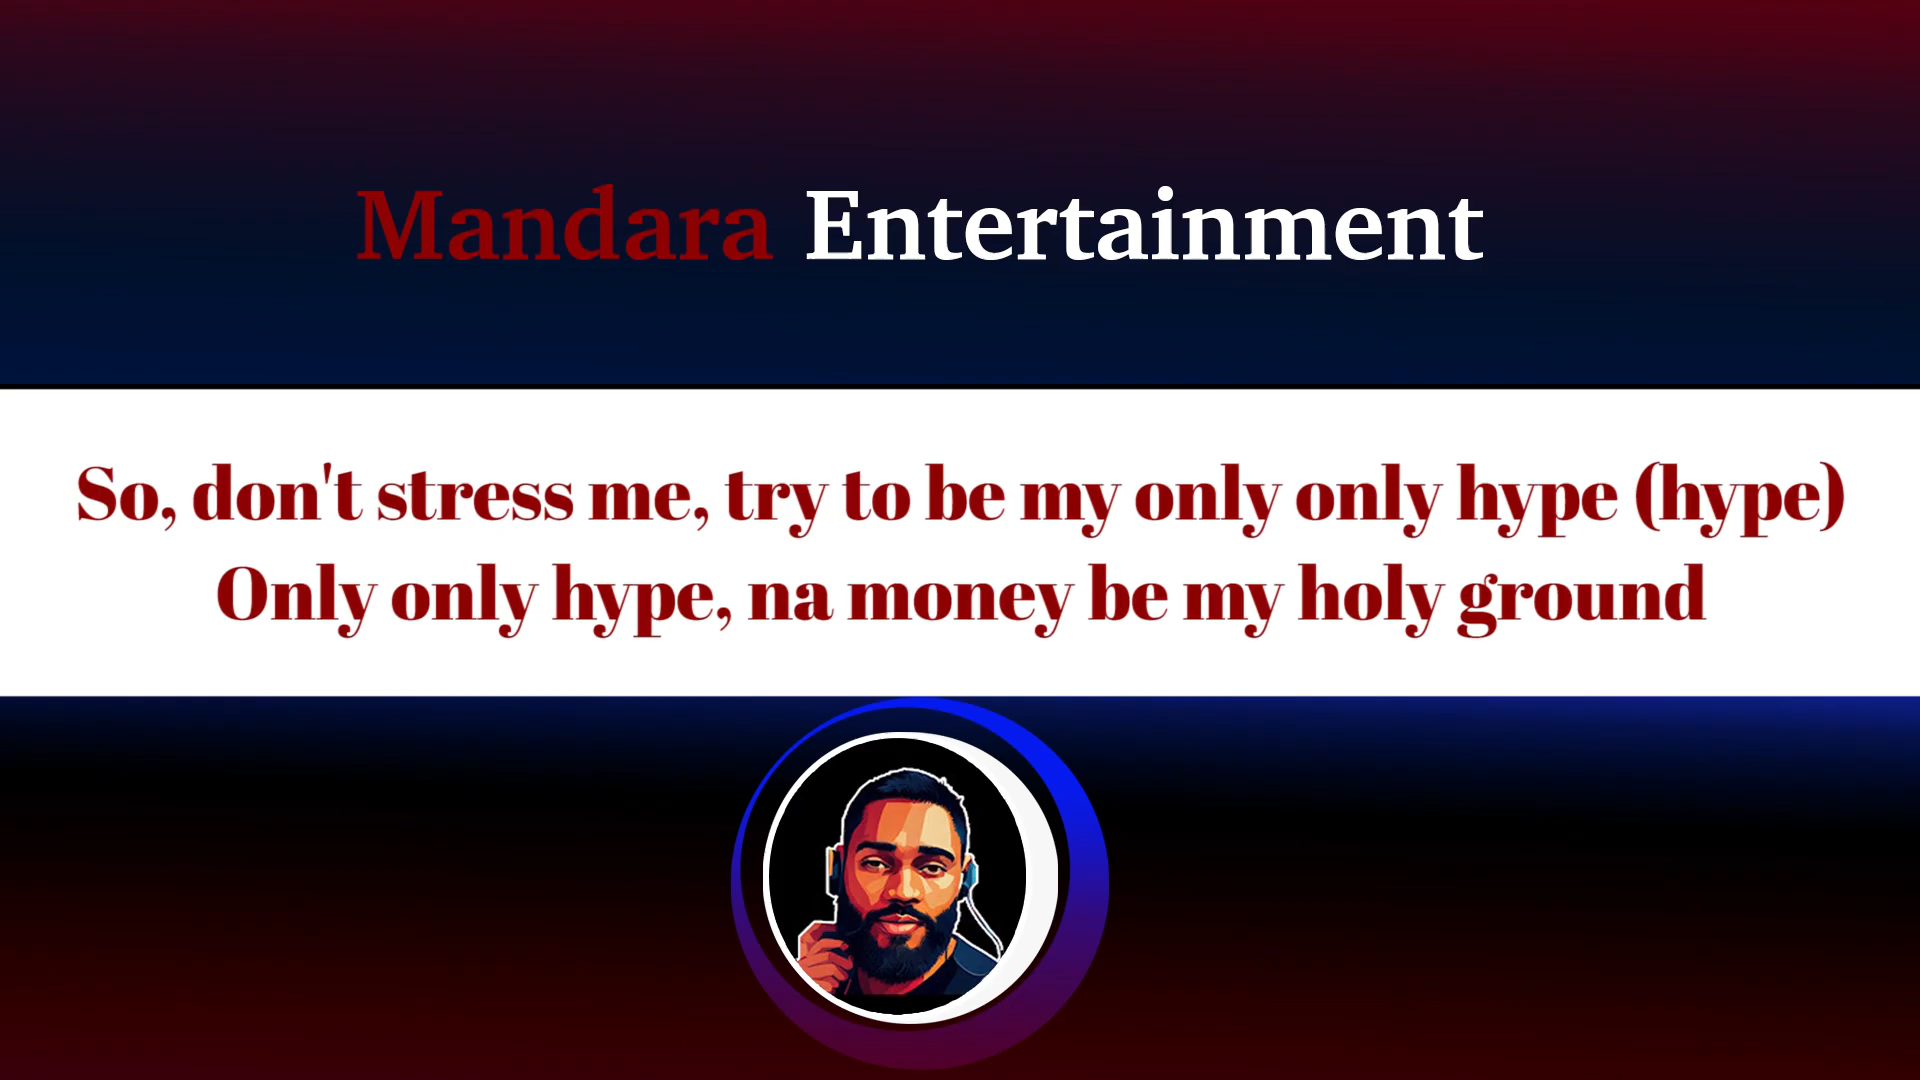 Mandara Entertainment
So, don't stress me, try to be my only only hype (hype)
Only only hype, na money be my holy ground